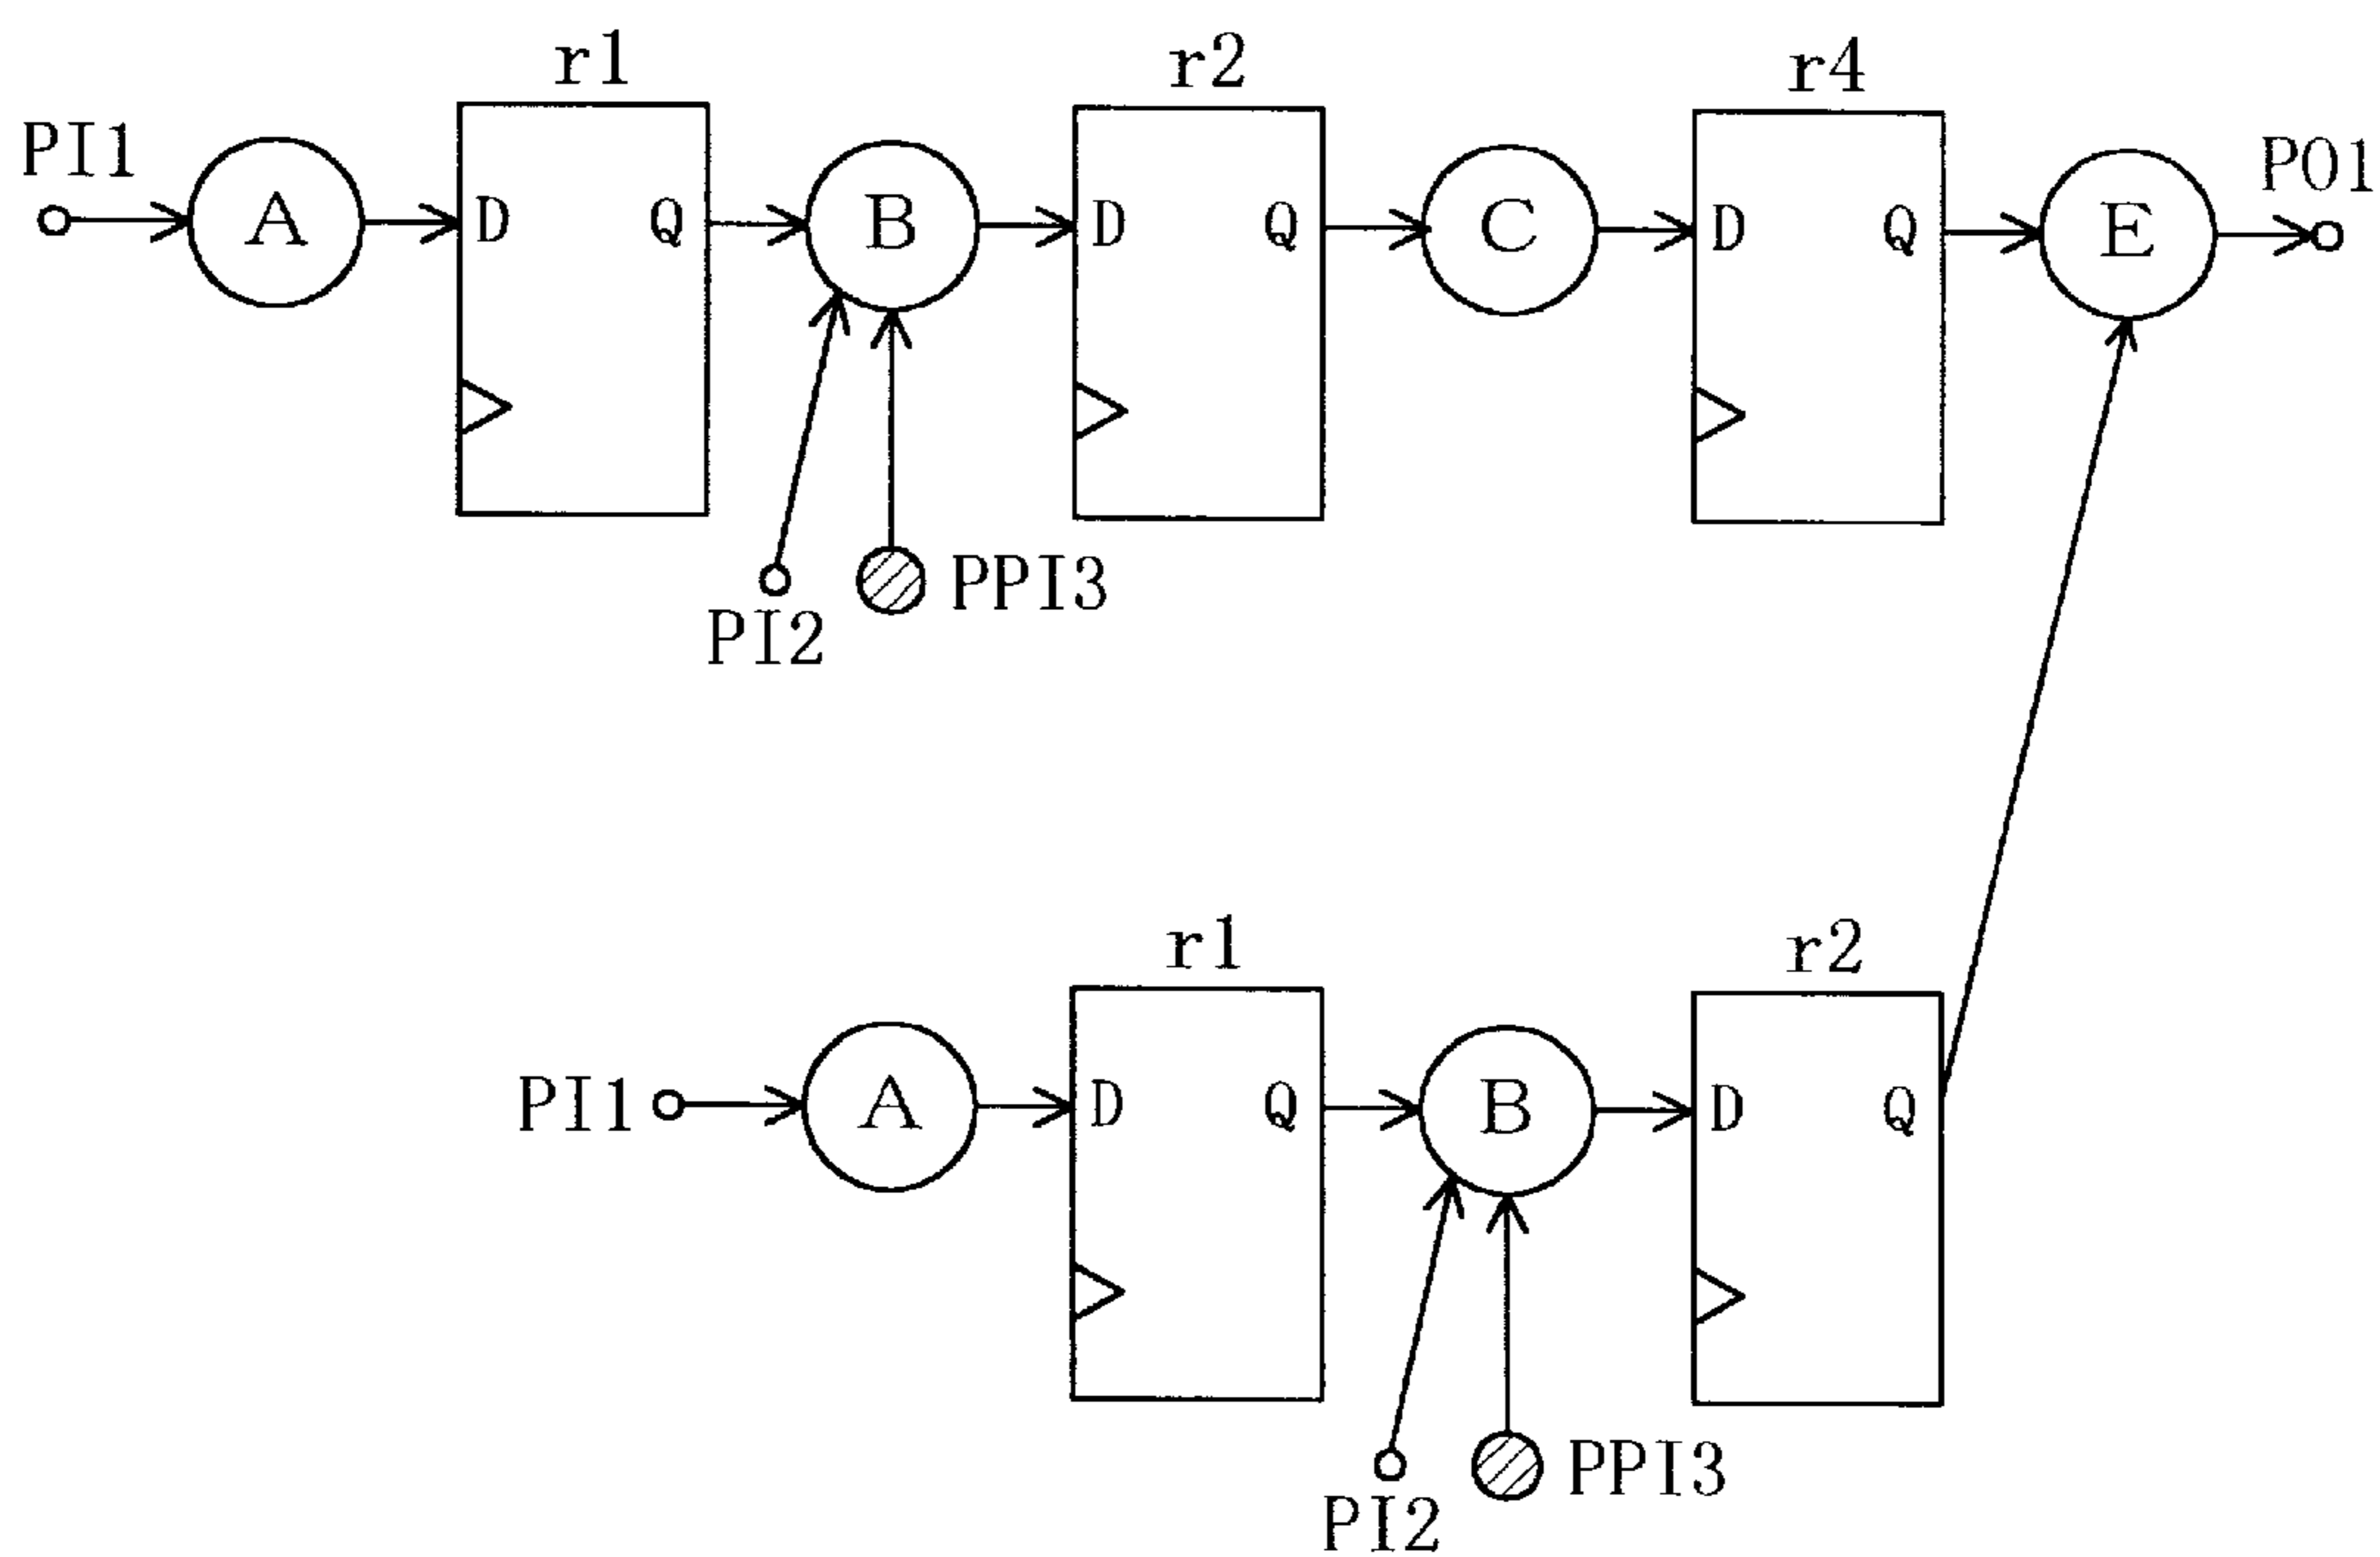 r1 r2 r4
PI1 PO1
A D Q B D Q C D Q E
PPI3
PI2
r1 r2
PI1 A D Q B D Q
PPI3
PI2